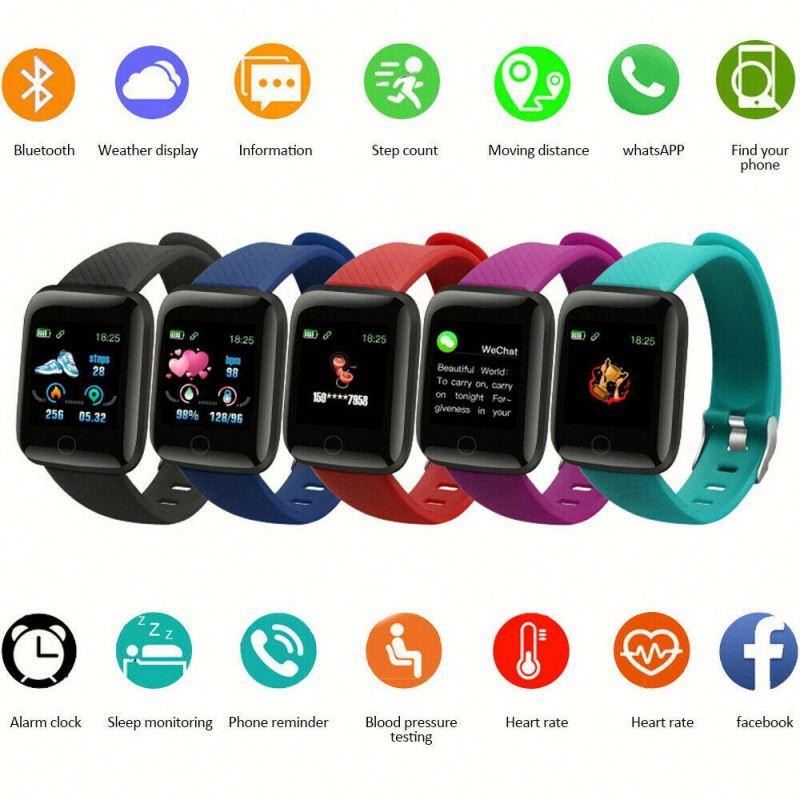 Bluetooth
Weather display
Information
Step count
Moving distance
whatsAPP
Find your
phone
18:25
steps
28
256
05.32
18:25
bpm
98
98%
128/96
18:25
159****7958
WeChat
Beautiful World:
To carry on, carry
on tonight For-
giveness in your
18:25
z Z z
Alarm clock
Sleep monitoring
Phone reminder
Blood pressure
testing
Heart rate
Heart rate
facebook
f